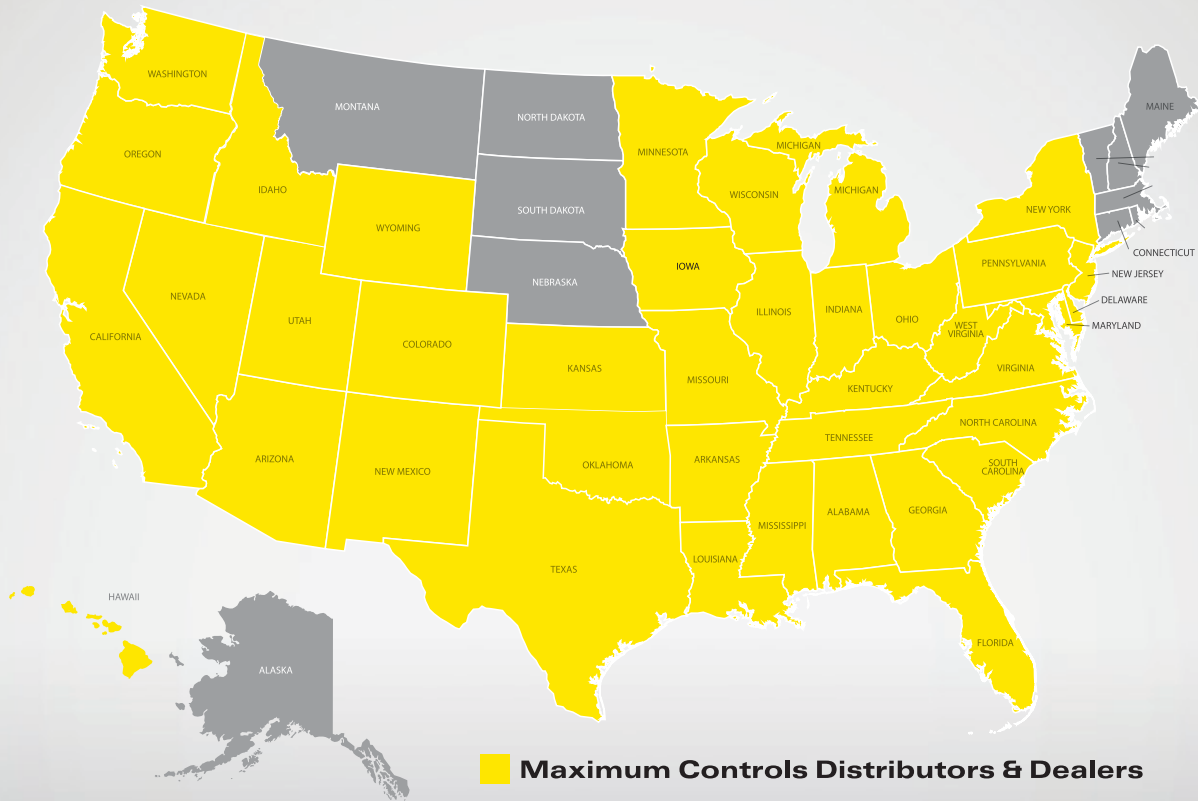 WASHINGTON
MONTANA
MAINE
NORTH DAKOTA
MICHIGAN
MINNESOTA
OREGON
IDAHO
WISCONSIN
MICHIGAN
SOUTH DAKOTA
NEW YORK
WYOMING
CONNECTICUT
PENNSYLVANIA
IOWA
NEW JERSEY
NEBRASKA
NEVADA
DELAWARE
ILLINOIS
INDIANA
OHIO
UTAH
WEST
VIRGINIA
MARYLAND
CALIFORNIA
COLORADO
KANSAS
VIRGINIA
MISSOURI
KENTUCKY
NORTH CAROLINA
TENNESSEE
ARIZONA
NEW MEXICO
OKLAHOMA
ARKANSAS
SOUTH
CAROLINA
MISSISSIPPI
ALABAMA
GEORGIA
LOUISIANA
TEXAS
HAWAII
FLORIDA
ALASKA
Maximum Controls Distributors & Dealers